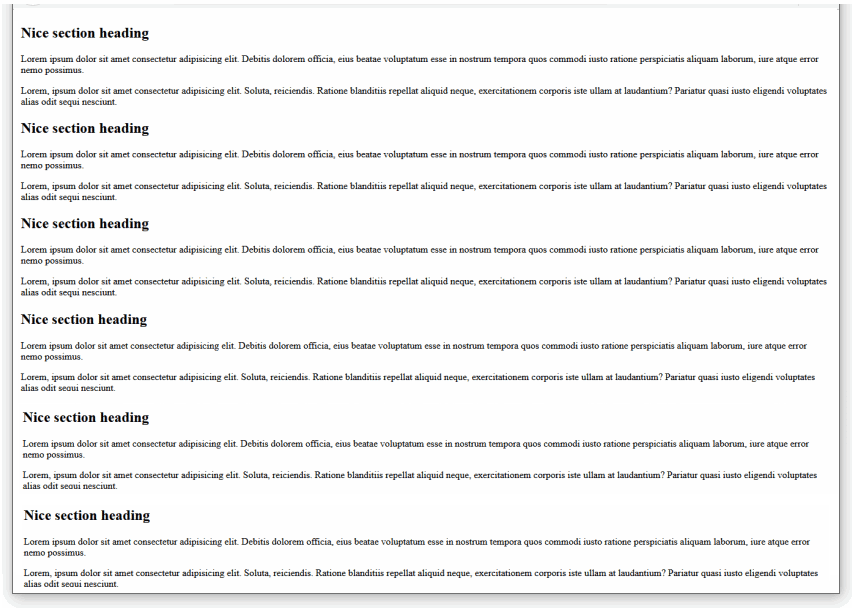 Nice section heading
Lorem ipsum dolor sit amet consectetur adipisicing elit. Debitis dolorem officia, eius beatae voluptatum esse in nostrum tempora quos commodi iusto ratione perspiciatis aliquam laborum, iure atque error
nemo possimus.
Lorem, ipsum dolor sit amet consectetur adipisicing elit. Soluta, reiciendis. Ratione blanditiis repellat aliquid neque, exercitationem corporis iste ullam at laudantium? Pariatur quasi iusto eligendi voluptates
alias odit sequi nesciunt.
Nice section heading
Lorem ipsum dolor sit amet consectetur adipisicing elit. Debitis dolorem officia, eius beatae voluptatum esse in nostrum tempora quos commodi iusto ratione perspiciatis aliquam laborum, iure atque error
nemo possimus.
Lorem, ipsum dolor sit amet consectetur adipisicing elit. Soluta, reiciendis. Ratione blanditiis repellat aliquid neque, exercitationem corporis iste ullam at laudantium? Pariatur quasi iusto eligendi voluptates
alias odit sequi nesciunt.
Nice section heading
Lorem ipsum dolor sit amet consectetur adipisicing elit. Debitis dolorem officia, eius beatae voluptatum esse in nostrum tempora quos commodi iusto ratione perspiciatis aliquam laborum, iure atque error
nemo possimus.
Lorem, ipsum dolor sit amet consectetur adipisicing elit. Soluta, reiciendis. Ratione blanditiis repellat aliquid neque, exercitationem corporis iste ullam at laudantium? Pariatur quasi iusto eligendi voluptates
alias odit sequi nesciunt.
Nice section heading
Lorem ipsum dolor sit amet consectetur adipisicing elit. Debitis dolorem officia, eius beatae voluptatum esse in nostrum tempora quos commodi iusto ratione perspiciatis aliquam laborum, iure atque error
nemo possimus.
Lorem, ipsum dolor sit amet consectetur adipisicing elit. Soluta, reiciendis. Ratione blanditiis repellat aliquid neque, exercitationem corporis iste ullam at laudantium? Pariatur quasi iusto eligendi voluptates
alias odit sequi nesciunt.
Nice section heading
Lorem ipsum dolor sit amet consectetur adipisicing elit. Debitis dolorem officia, eius beatae voluptatum esse in nostrum tempora quos commodi iusto ratione perspiciatis aliquam laborum, iure atque error
nemo possimus.
Lorem, ipsum dolor sit amet consectetur adipisicing elit. Soluta, reiciendis. Ratione blanditiis repellat aliquid neque, exercitationem corporis iste ullam at laudantium? Pariatur quasi iusto eligendi voluptates
alias odit sequi nesciunt.
Nice section heading
Lorem ipsum dolor sit amet consectetur adipisicing elit. Debitis dolorem officia, eius beatae voluptatum esse in nostrum tempora quos commodi iusto ratione perspiciatis aliquam laborum, iure atque error
nemo possimus.
Lorem, ipsum dolor sit amet consectetur adipisicing elit. Soluta, reiciendis. Ratione blanditiis repellat aliquid neque, exercitationem corporis iste ullam at laudantium? Pariatur quasi iusto eligendi voluptates
alias odit sequi nesciunt.